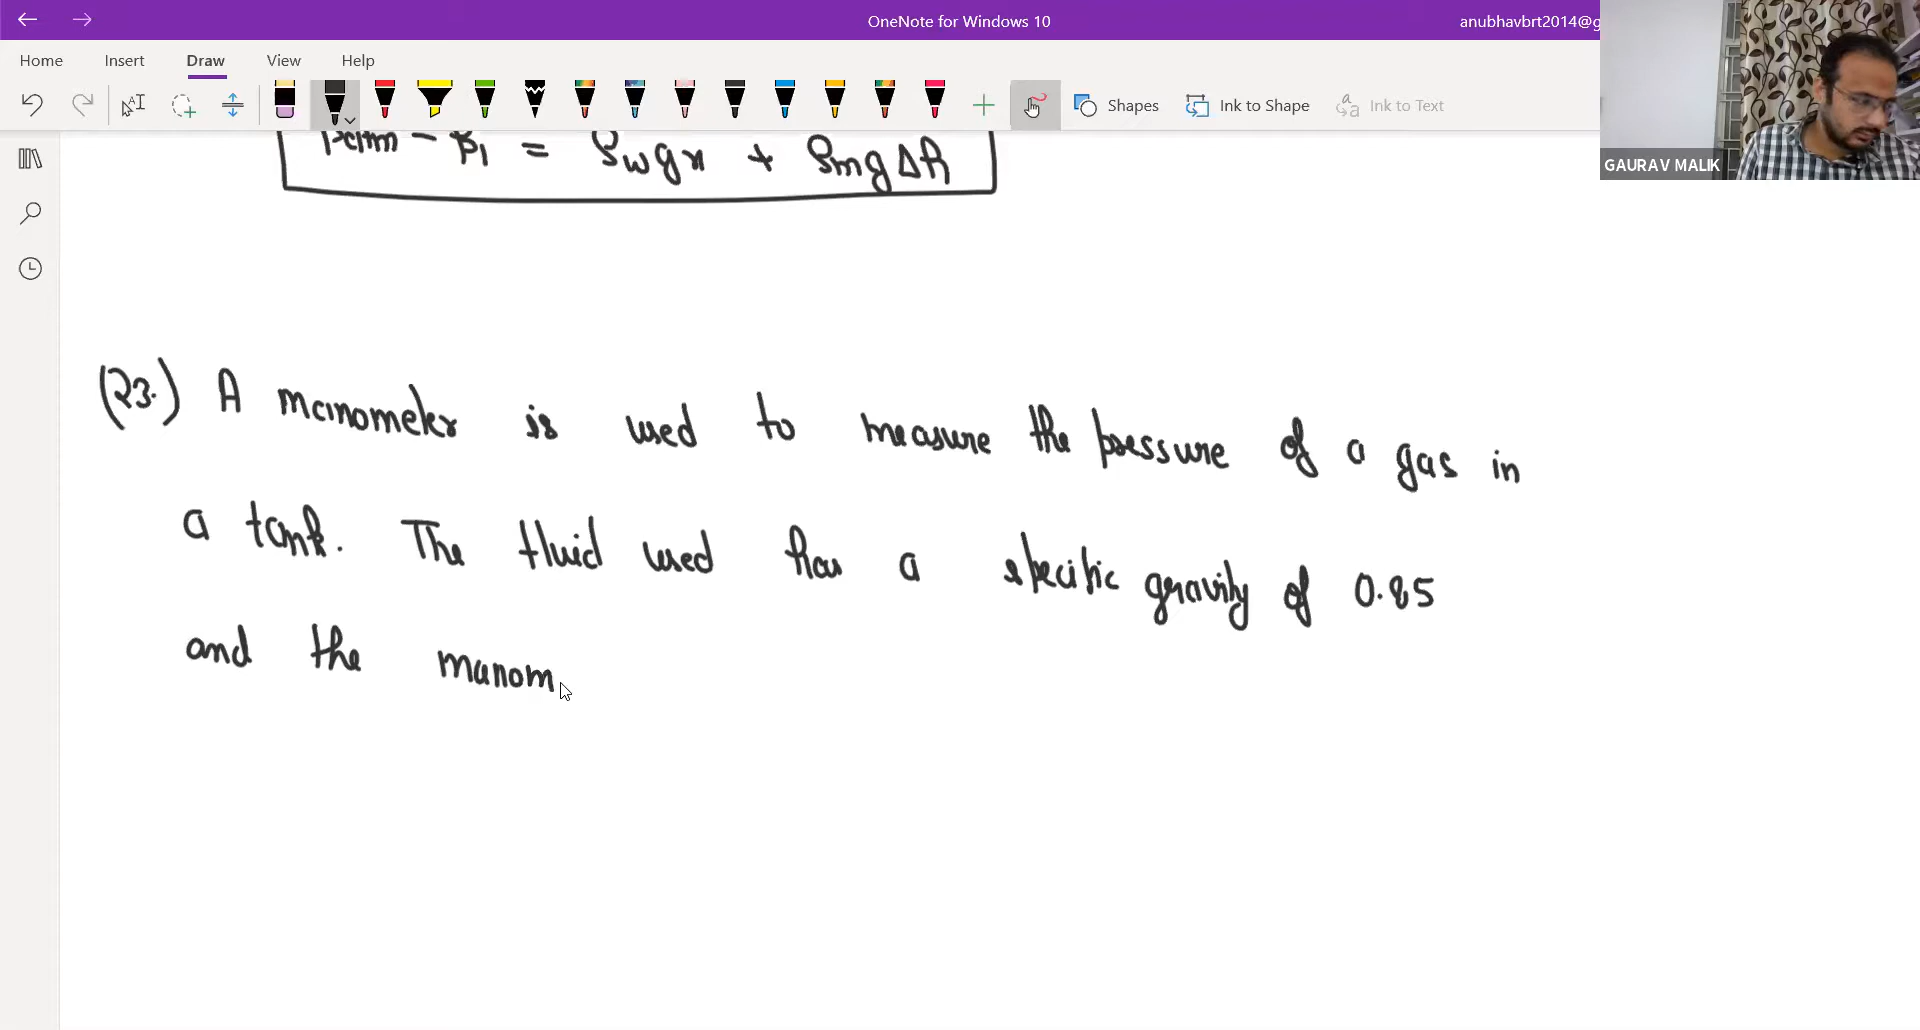 OneNote for Windows 10
anubhavbrt2014@g
Home Insert Draw View Help
Shapes Ink to Shape Ink to Text
GAURAV MALIK
Patm - P1 = ρwgx + ρmgΔh
(Q3.) A manometer is used to measure the pressure of a gas in
a tank. The fluid used has a specific gravity of 0.85
and the manom